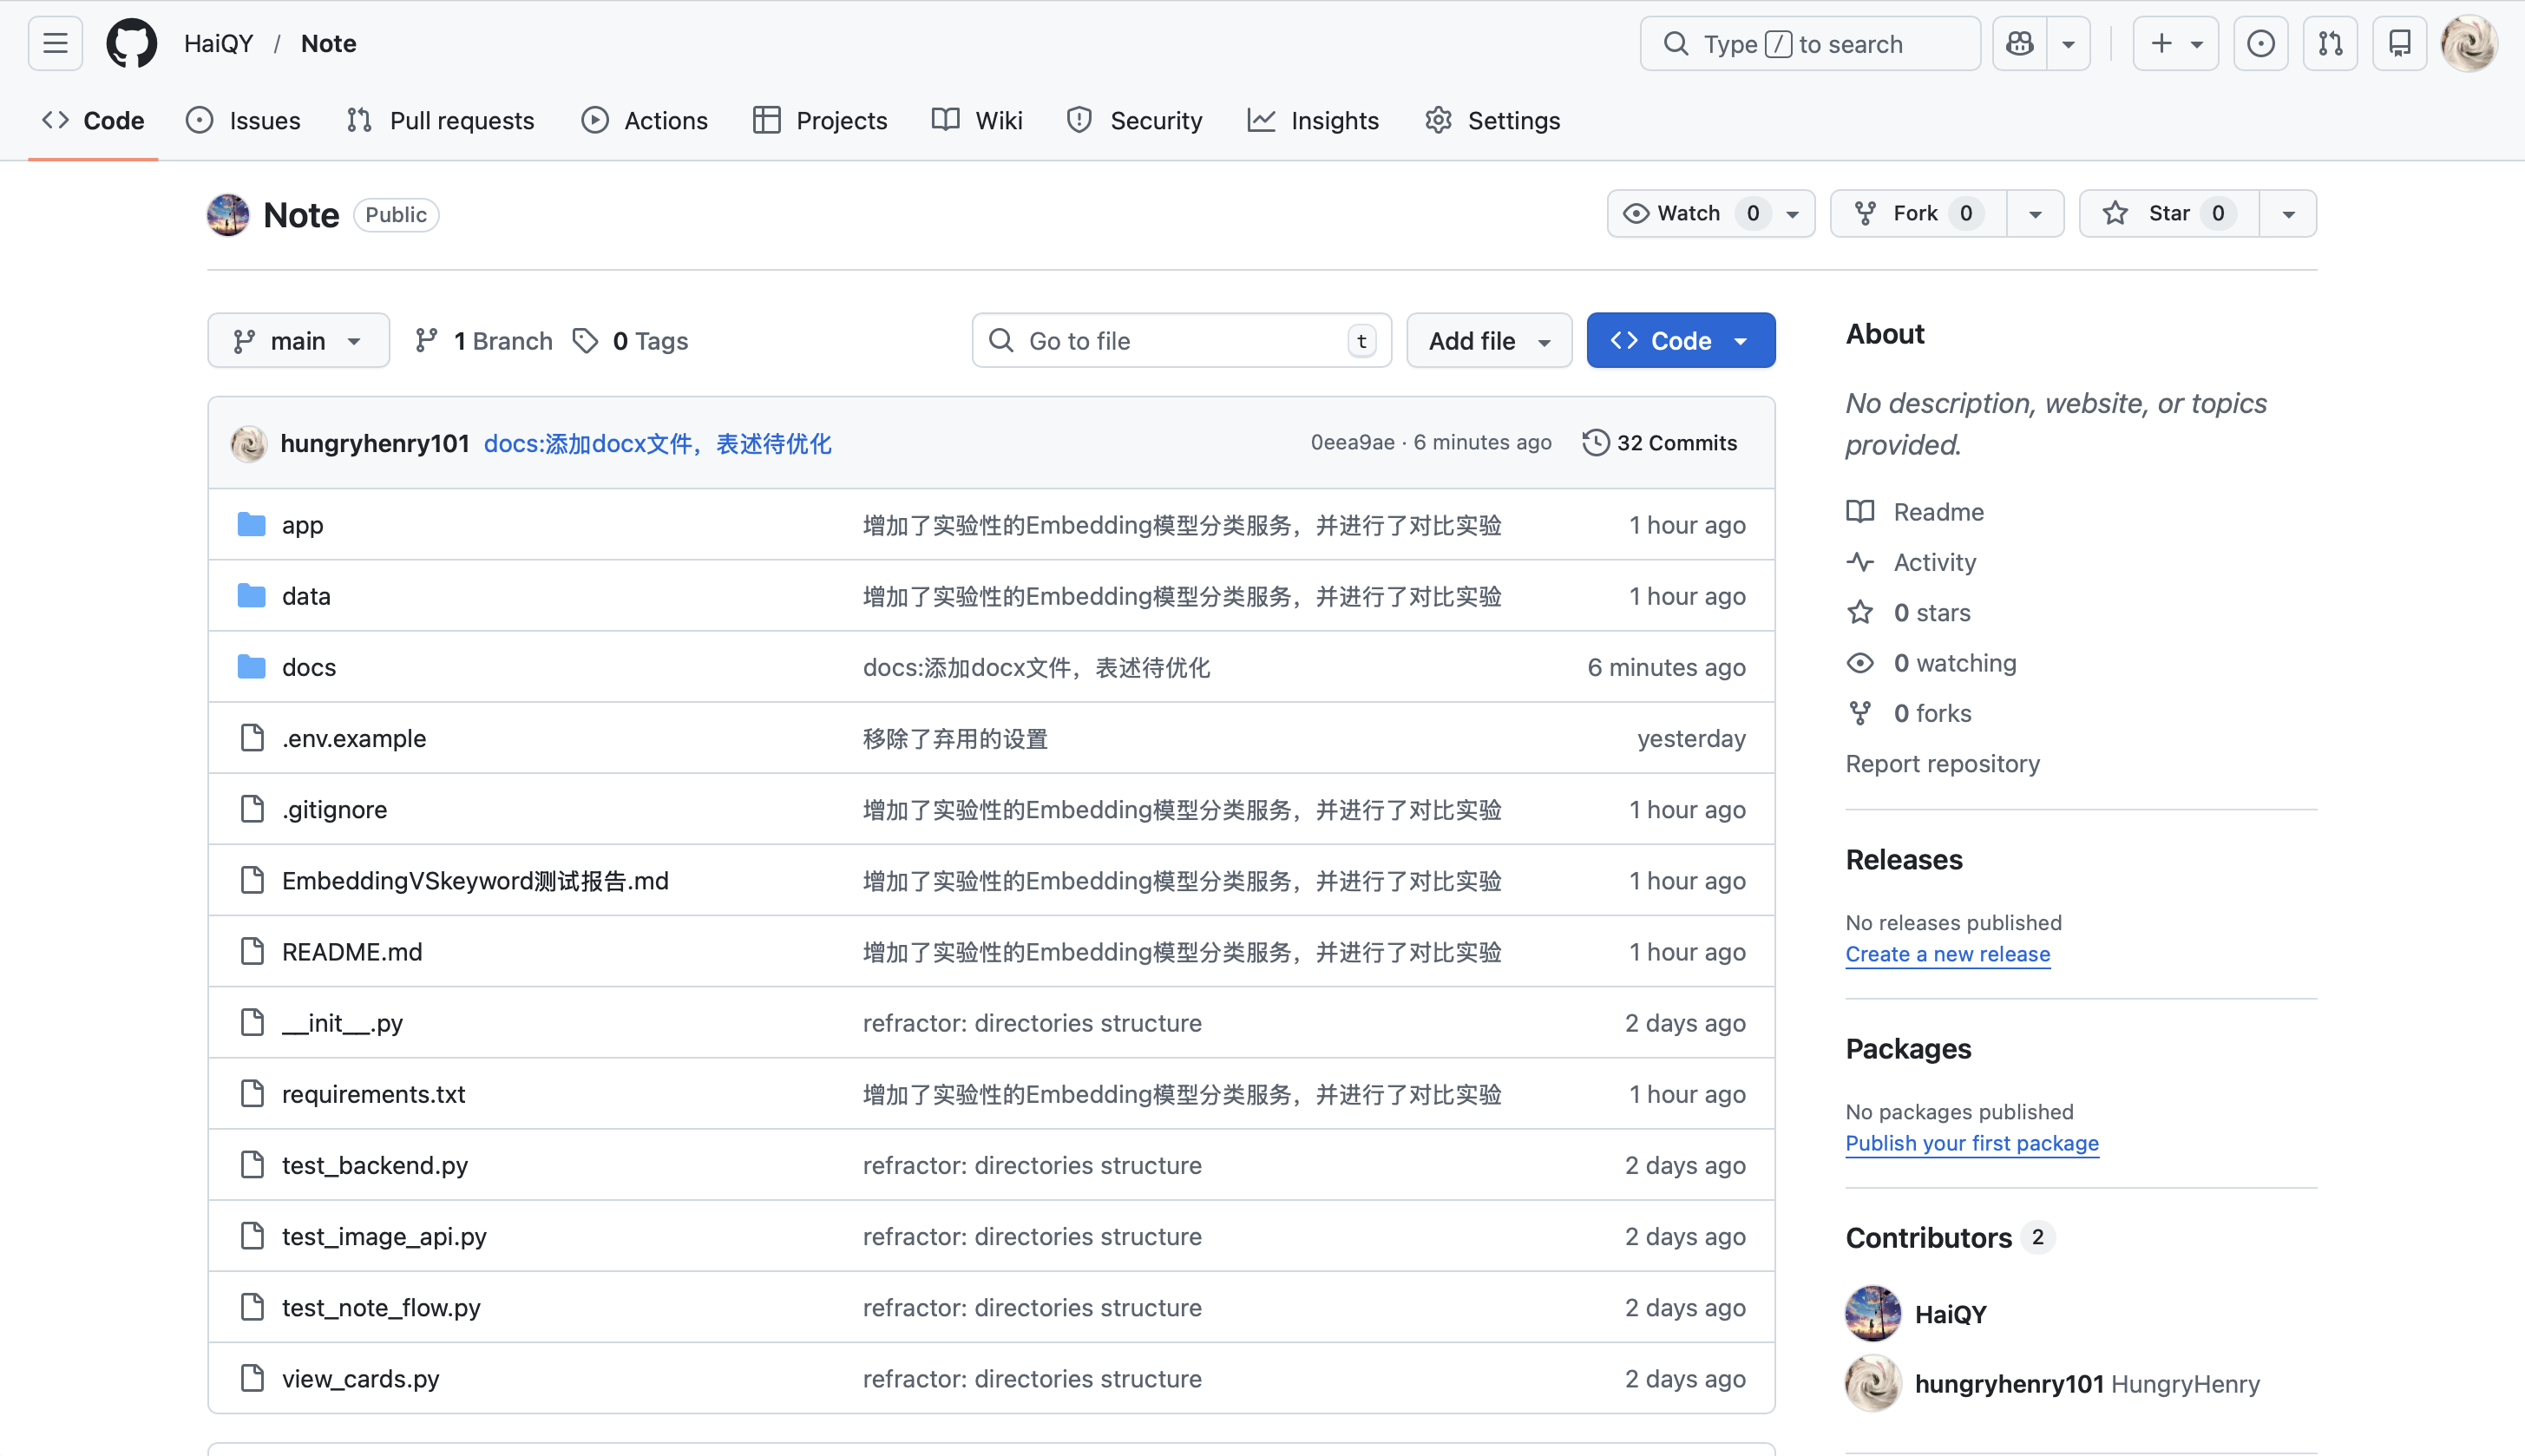 HaiQY / Note
Type / to search
Code Issues Pull requests Actions Projects Wiki Security Insights Settings
Note Public
Watch 0 Fork 0 Star 0
main 1 Branch 0 Tags
Go to file t Add file Code
hungryhenry101 docs:添加docx文件，表述待优化 0eea9ae · 6 minutes ago 32 Commits
app 增加了实验性的Embedding模型分类服务，并进行了对比实验 1 hour ago
data 增加了实验性的Embedding模型分类服务，并进行了对比实验 1 hour ago
docs docs:添加docx文件，表述待优化 6 minutes ago
.env.example 移除了弃用的设置 yesterday
.gitignore 增加了实验性的Embedding模型分类服务，并进行了对比实验 1 hour ago
EmbeddingVSkeyword测试报告.md 增加了实验性的Embedding模型分类服务，并进行了对比实验 1 hour ago
README.md 增加了实验性的Embedding模型分类服务，并进行了对比实验 1 hour ago
__init__.py refractor: directories structure 2 days ago
requirements.txt 增加了实验性的Embedding模型分类服务，并进行了对比实验 1 hour ago
test_backend.py refractor: directories structure 2 days ago
test_image_api.py refractor: directories structure 2 days ago
test_note_flow.py refractor: directories structure 2 days ago
view_cards.py refractor: directories structure 2 days ago
About
No description, website, or topics
provided.
Readme
Activity
0 stars
0 watching
0 forks
Report repository
Releases
No releases published
Create a new release
Packages
No packages published
Publish your first package
Contributors 2
HaiQY
hungryhenry101 HungryHenry